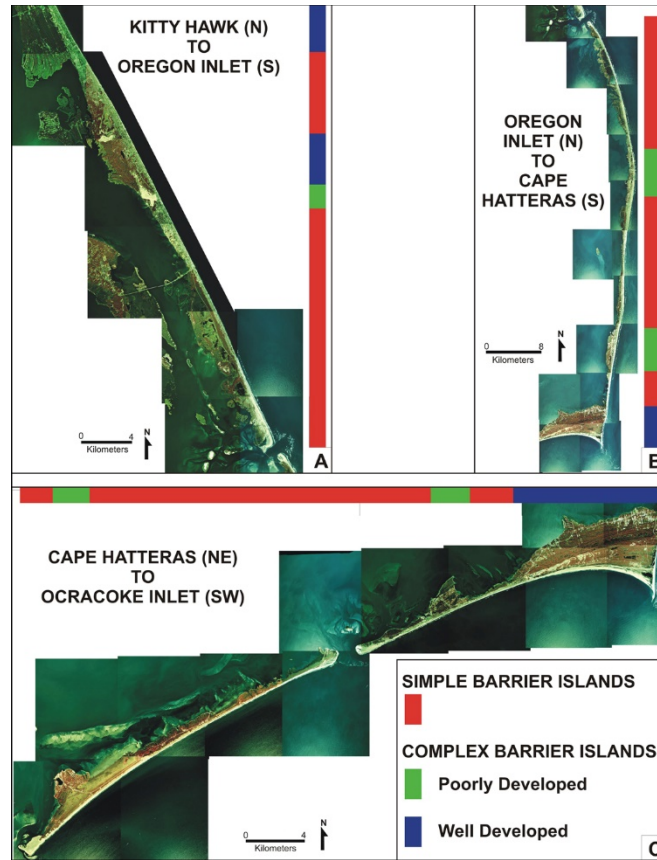 KITTY HAWK (N)
TO
OREGON INLET (S)
0 4
Kilometers
N
A
OREGON
INLET (N)
TO
CAPE
HATTERAS (S)
0 8
Kilometers
N
B
CAPE HATTERAS (NE)
TO
OCRACOKE INLET (SW)
0 4
Kilometers
N
SIMPLE BARRIER ISLANDS
COMPLEX BARRIER ISLANDS
Poorly Developed
Well Developed
C